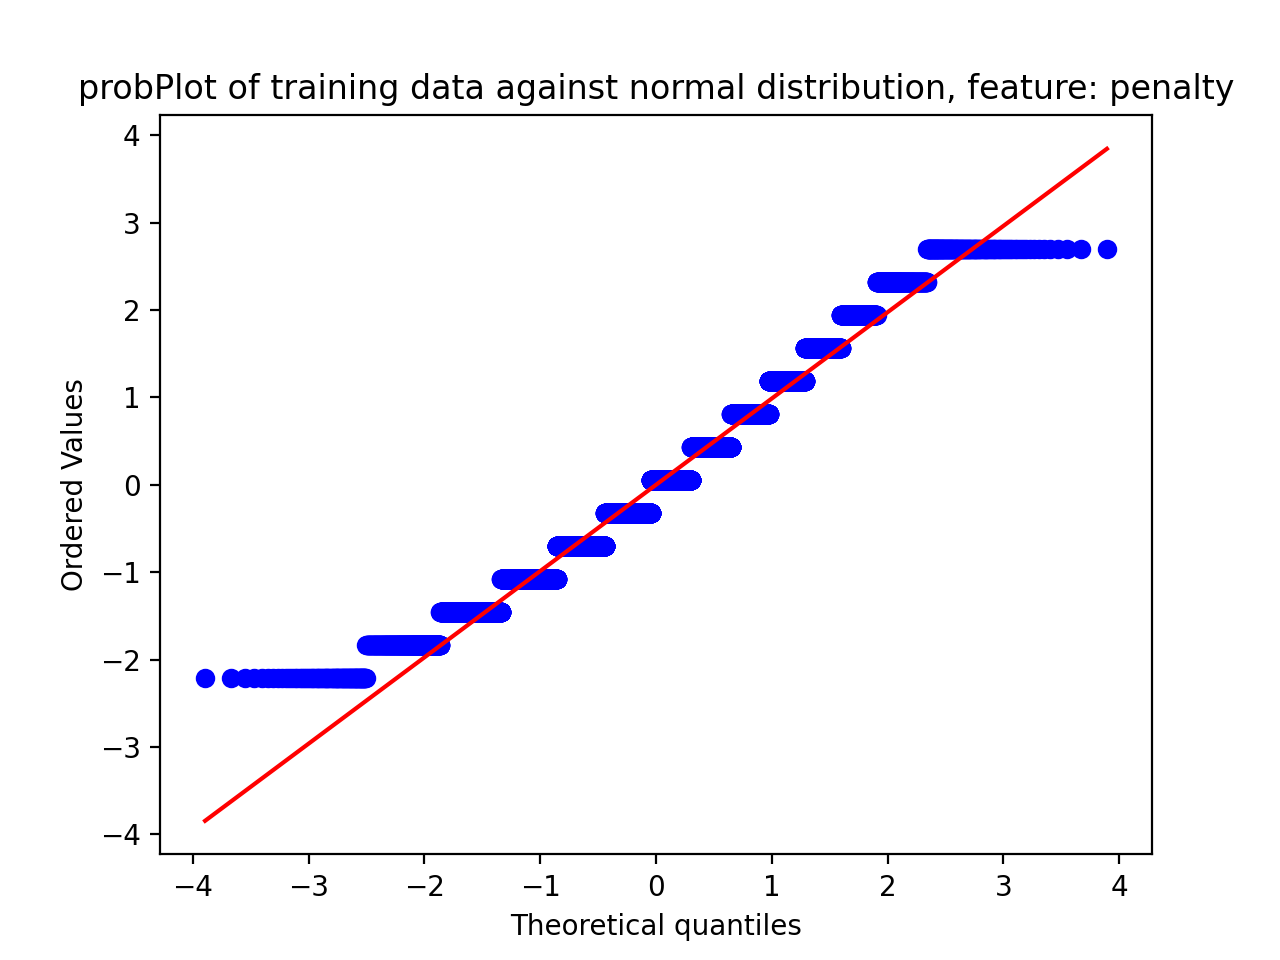 probPlot of training data against normal distribution, feature: penalty
4
3
2
1
0
−1
−2
−3
−4
Ordered Values
−4 −3 −2 −1 0 1 2 3 4
Theoretical quantiles